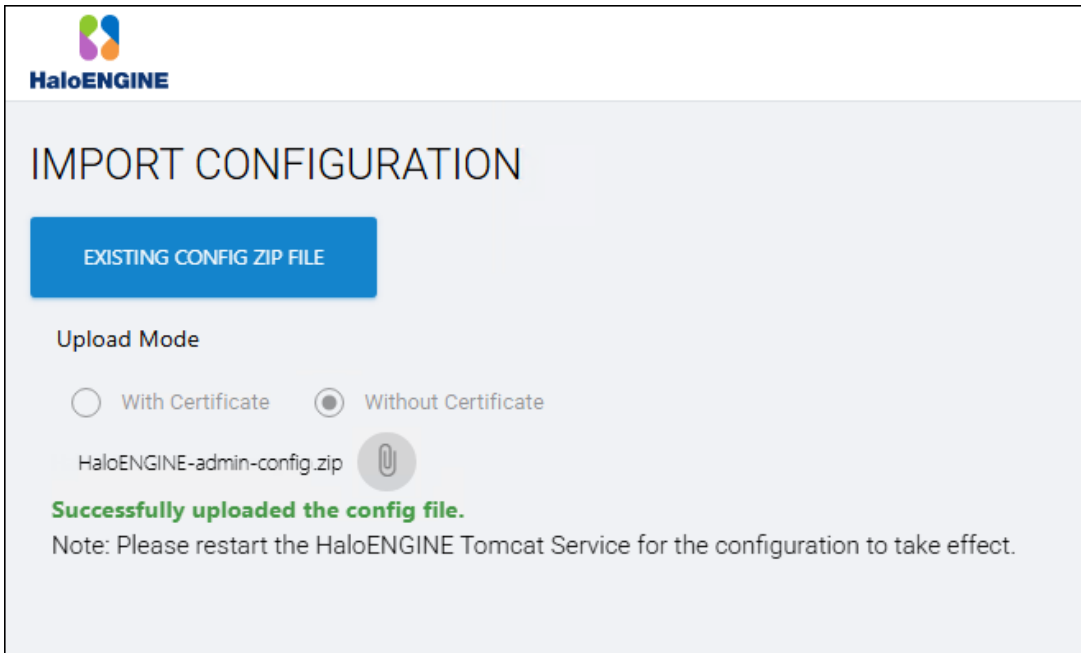 HaloENGINE
IMPORT CONFIGURATION
EXISTING CONFIG ZIP FILE
Upload Mode
With Certificate Without Certificate
HaloENGINE-admin-config.zip
Successfully uploaded the config file.
Note: Please restart the HaloENGINE Tomcat Service for the configuration to take effect.